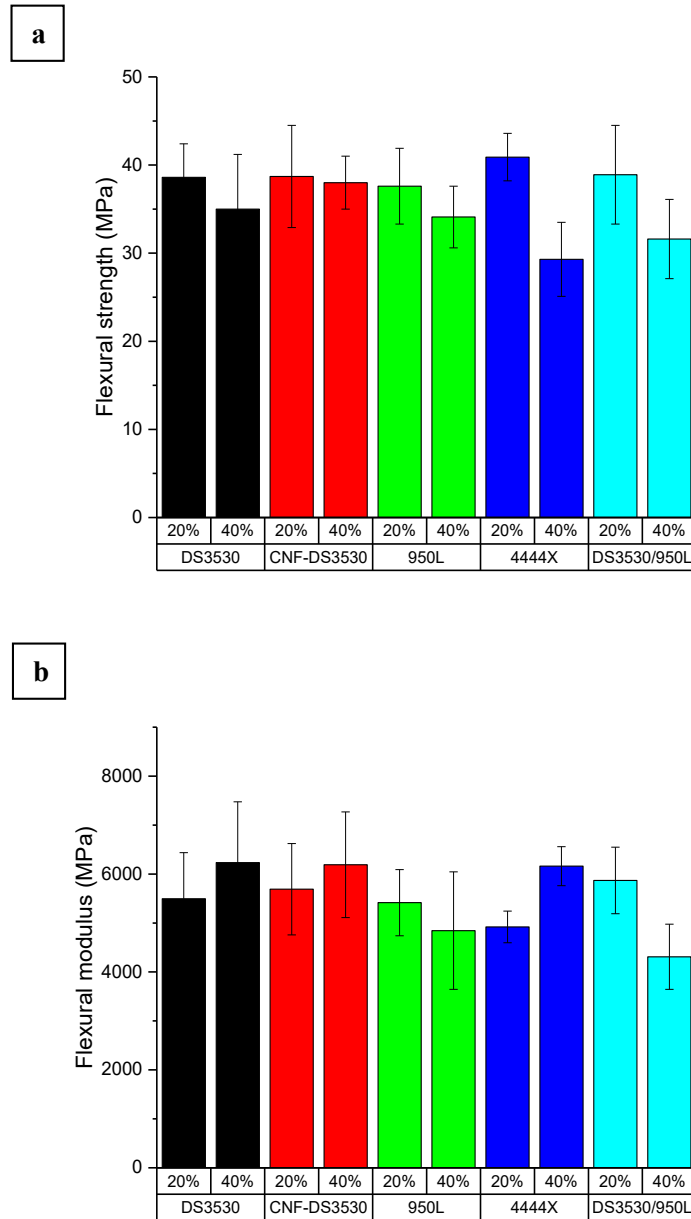 a
50
40
30
20
10
0
Flexural strength (MPa)
20% 40% 20% 40% 20% 40% 20% 40% 20% 40%
DS3530 CNF-DS3530 950L 4444X DS3530/950L
b
8000
6000
4000
2000
0
Flexural modulus (MPa)
20% 40% 20% 40% 20% 40% 20% 40% 20% 40%
DS3530 CNF-DS3530 950L 4444X DS3530/950L